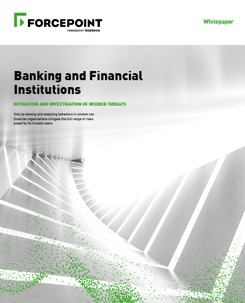 FORCEPOINT
POWERED BY Raytheon
Whitepaper
Banking and Financial
Institutions
MITIGATION AND INVESTIGATION OF INSIDER THREATS
Only by viewing and analyzing behaviors in context can
financial organizations mitigate the full range of risks
posed by its trusted users.